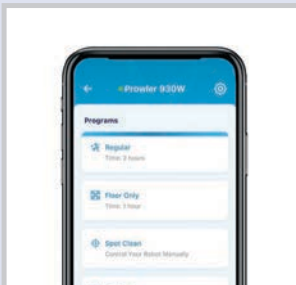 Prowler 930W
Programs
Regular
Time: 3 hours
Floor Only
Time: 1 hour
Spot Clean
Control Your Robot Manually